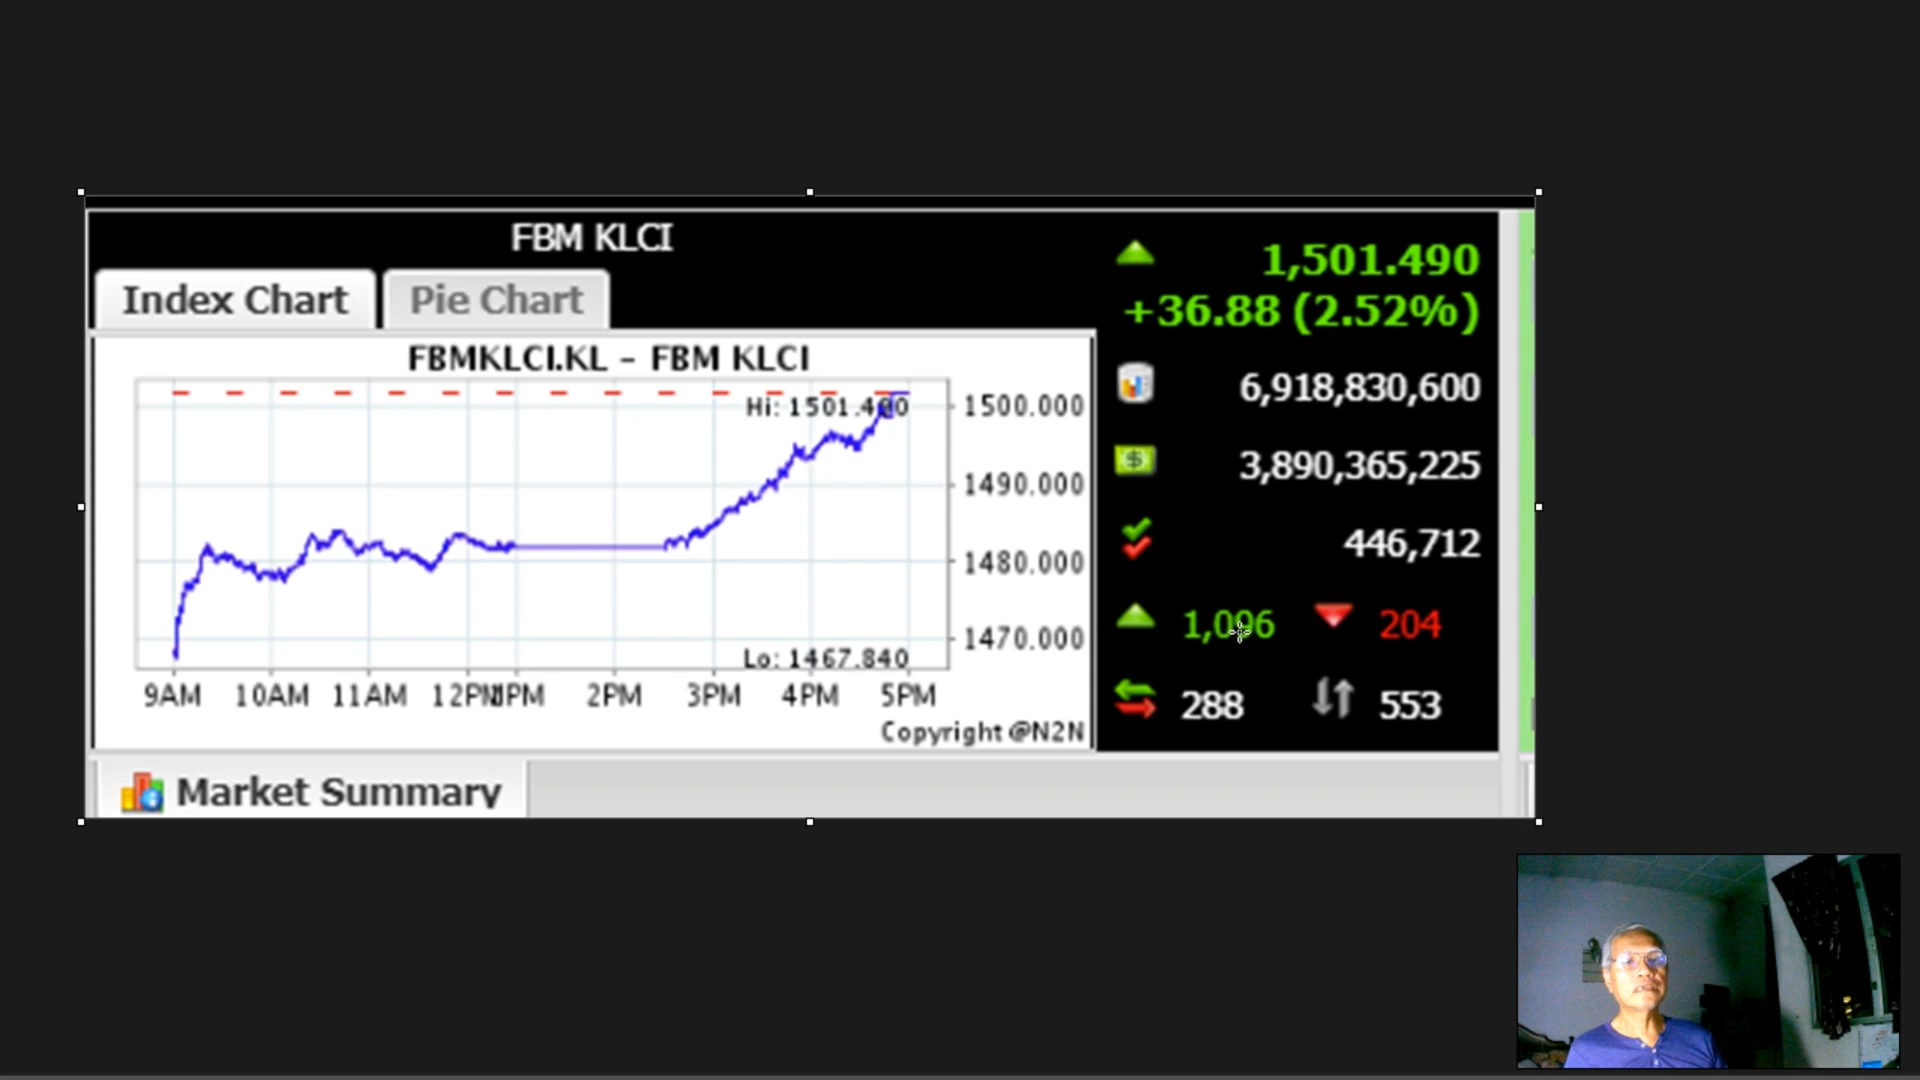 FBM KLCI
Index Chart
Pie Chart
FBMKLCI.KL - FBM KLCI
Hi: 1501.490
1500.000
1490.000
1480.000
1470.000
Lo: 1467.840
9AM 10AM 11AM 12PM 1PM 2PM 3PM 4PM 5PM
Copyright @N2N
1,501.490
+36.88 (2.52%)
6,918,830,600
3,890,365,225
446,712
1,006 204
288 553
Market Summary